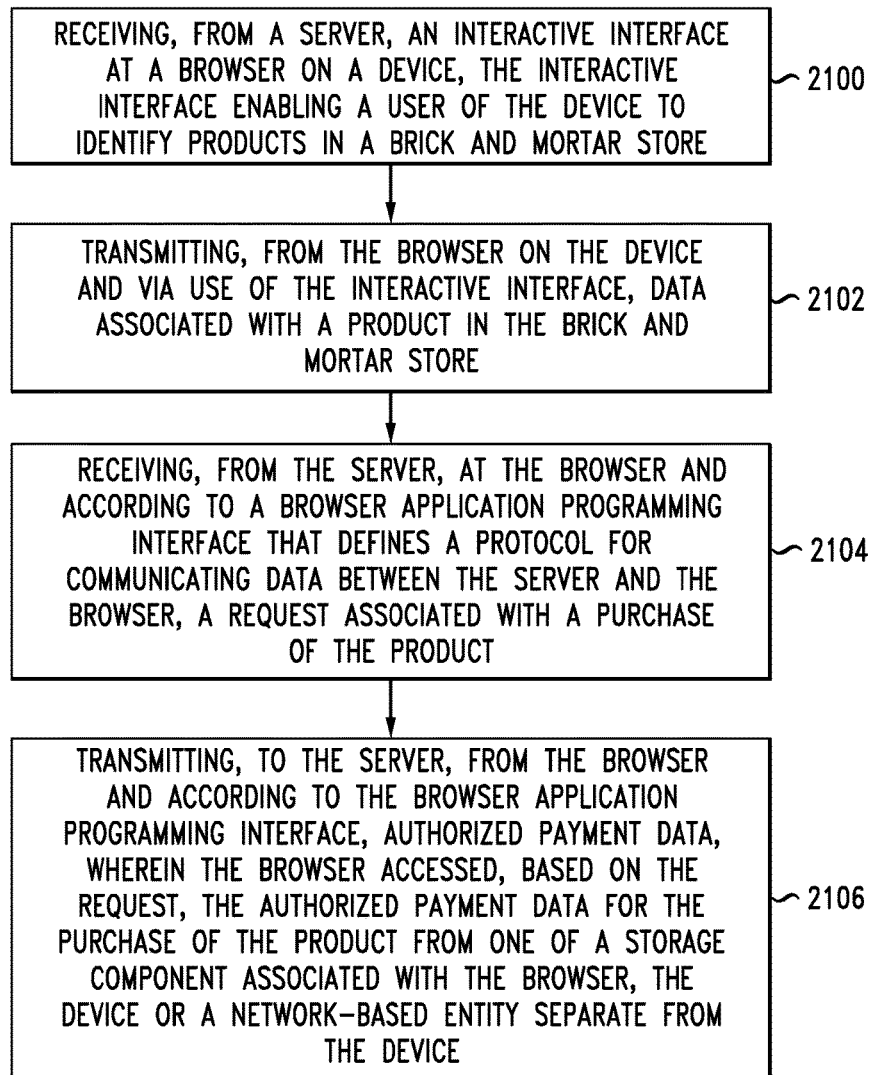 RECEIVING, FROM A SERVER, AN INTERACTIVE INTERFACE
AT A BROWSER ON A DEVICE, THE INTERACTIVE
INTERFACE ENABLING A USER OF THE DEVICE TO
IDENTIFY PRODUCTS IN A BRICK AND MORTAR STORE
2100
TRANSMITTING, FROM THE BROWSER ON THE DEVICE
AND VIA USE OF THE INTERACTIVE INTERFACE, DATA
ASSOCIATED WITH A PRODUCT IN THE BRICK AND
MORTAR STORE
2102
RECEIVING, FROM THE SERVER, AT THE BROWSER AND
ACCORDING TO A BROWSER APPLICATION PROGRAMMING
INTERFACE THAT DEFINES A PROTOCOL FOR
COMMUNICATING DATA BETWEEN THE SERVER AND THE
BROWSER, A REQUEST ASSOCIATED WITH A PURCHASE
OF THE PRODUCT
2104
TRANSMITTING, TO THE SERVER, FROM THE BROWSER
AND ACCORDING TO THE BROWSER APPLICATION
PROGRAMMING INTERFACE, AUTHORIZED PAYMENT DATA,
WHEREIN THE BROWSER ACCESSED, BASED ON THE
REQUEST, THE AUTHORIZED PAYMENT DATA FOR THE
PURCHASE OF THE PRODUCT FROM ONE OF A STORAGE
COMPONENT ASSOCIATED WITH THE BROWSER, THE
DEVICE OR A NETWORK-BASED ENTITY SEPARATE FROM
THE DEVICE
2106